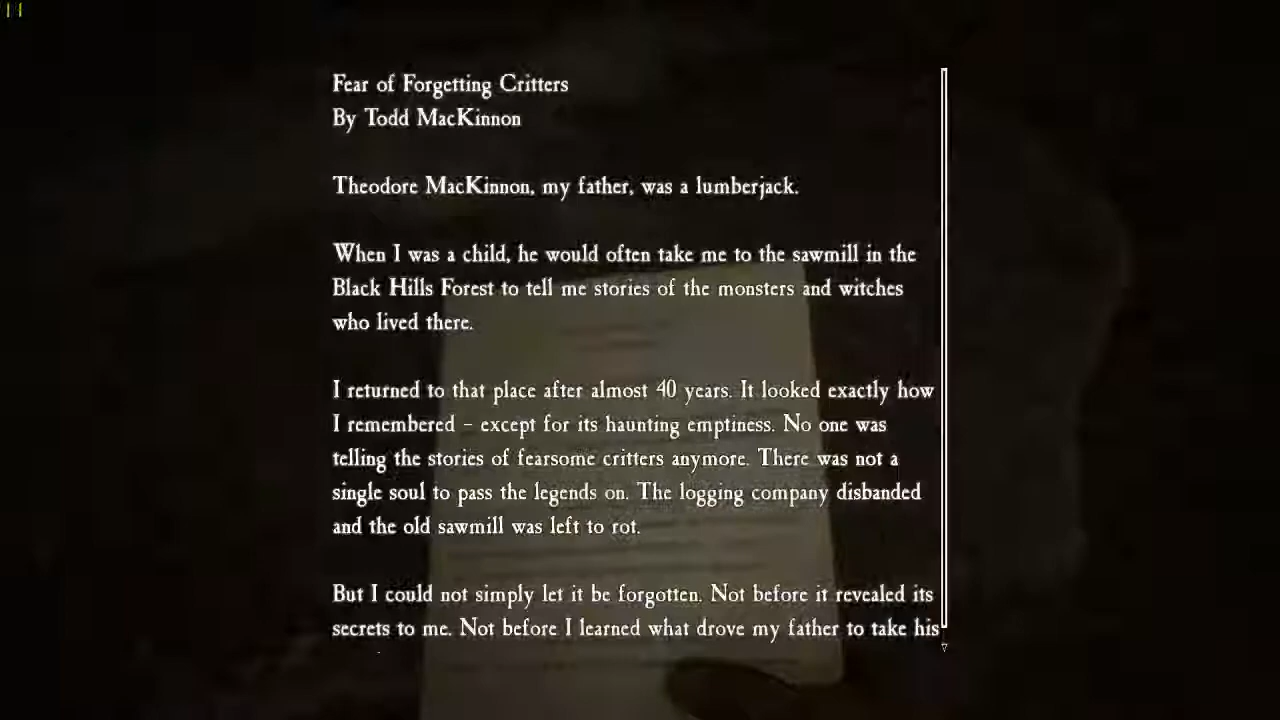 Fear of Forgetting Critters
By Todd MacKinnon
Theodore MacKinnon, my father, was a lumberjack.
When I was a child, he would often take me to the sawmill in the
Black Hills Forest to tell me stories of the monsters and witches
who lived there.
I returned to that place after almost 40 years. It looked exactly how
I remembered - except for its haunting emptiness. No one was
telling the stories of fearsome critters anymore. There was not a
single soul to pass the legends on. The logging company disbanded
and the old sawmill was left to rot.
But I could not simply let it be forgotten. Not before it revealed its
secrets to me. Not before I learned what drove my father to take his